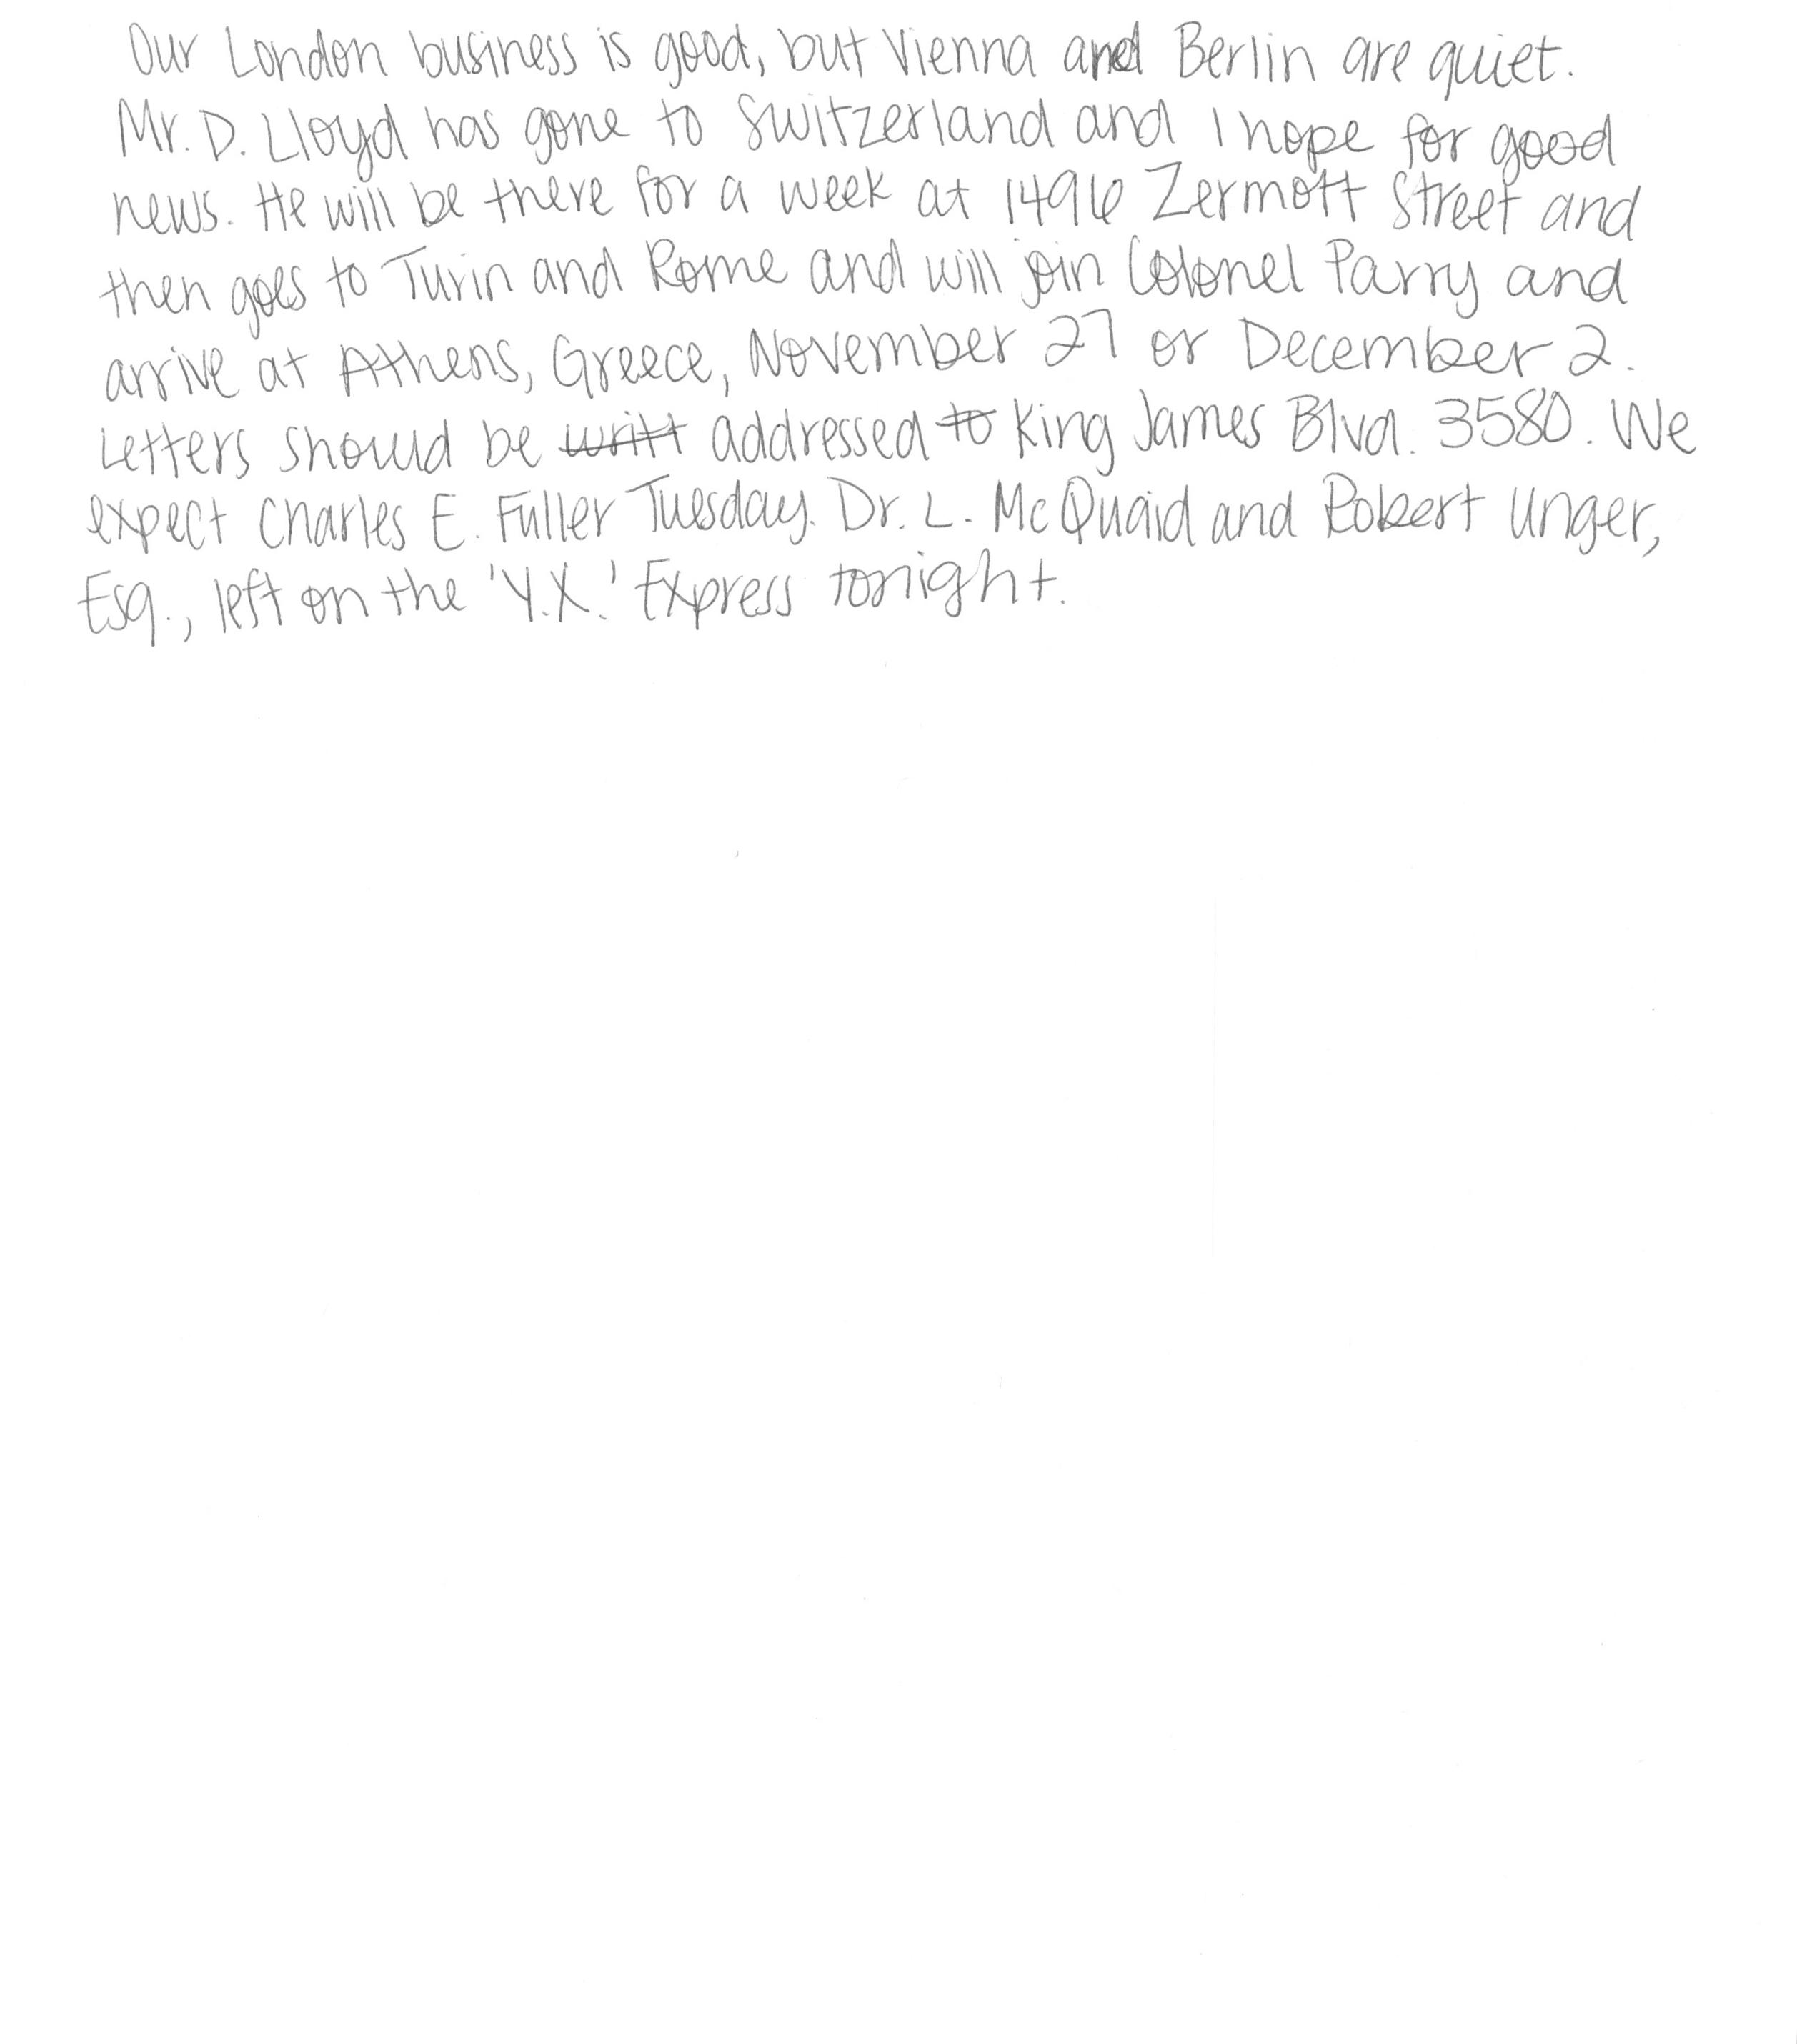 Our London business is good, but Vienna and Berlin are quiet.
Mr. D. Lloyd has gone to Switzerland and I hope for good
news. He will be there for a week at 1496 Zermott Street and
then goes to Turin and Rome and will join Colonel Parry and
arrive at Athens, Greece, November 27 or December 2.
Letters should be writt addressed to King James Blvd. 3580. We
expect Charles E. Fuller Tuesday. Dr. L. McQuaid and Robert Unger,
Esq., left on the 'Y.X.' Express tonight.